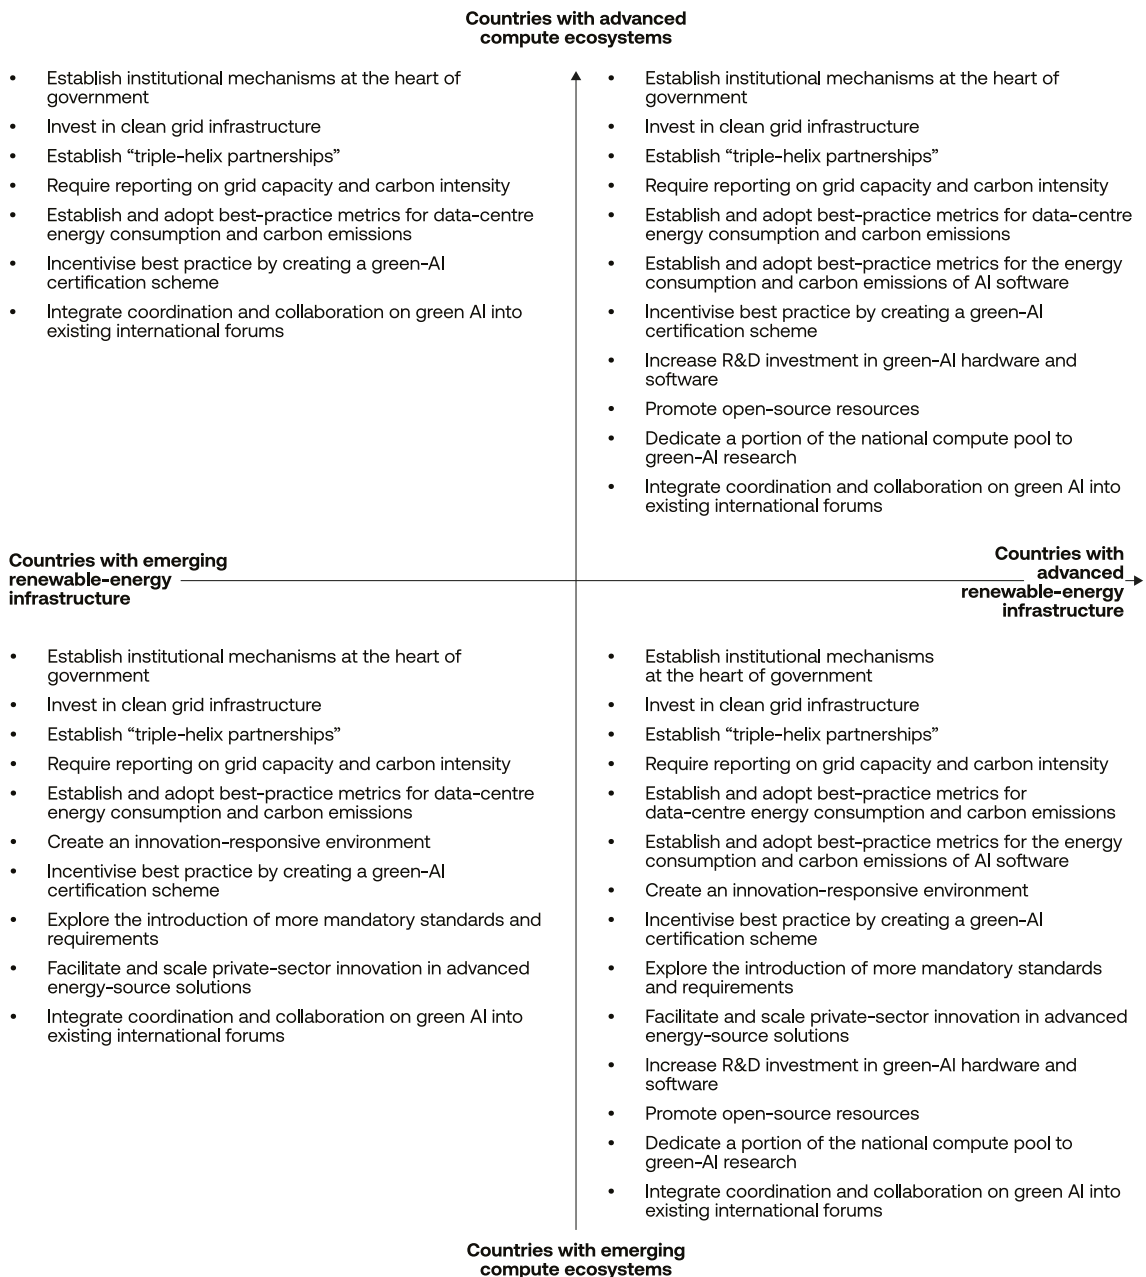 Countries with advanced
compute ecosystems
• Establish institutional mechanisms at the heart of
government
• Invest in clean grid infrastructure
• Establish “triple-helix partnerships”
• Require reporting on grid capacity and carbon intensity
• Establish and adopt best-practice metrics for data-centre
energy consumption and carbon emissions
• Incentivise best practice by creating a green-AI
certification scheme
• Integrate coordination and collaboration on green AI into
existing international forums
• Establish institutional mechanisms at the heart of
government
• Invest in clean grid infrastructure
• Establish “triple-helix partnerships”
• Require reporting on grid capacity and carbon intensity
• Establish and adopt best-practice metrics for data-centre
energy consumption and carbon emissions
• Establish and adopt best-practice metrics for the energy
consumption and carbon emissions of AI software
• Incentivise best practice by creating a green-AI
certification scheme
• Increase R&D investment in green-AI hardware and
software
• Promote open-source resources
• Dedicate a portion of the national compute pool to
green-AI research
• Integrate coordination and collaboration on green AI into
existing international forums
Countries with emerging
renewable-energy
infrastructure
Countries with
advanced
renewable-energy
infrastructure
• Establish institutional mechanisms at the heart of
government
• Invest in clean grid infrastructure
• Establish “triple-helix partnerships”
• Require reporting on grid capacity and carbon intensity
• Establish and adopt best-practice metrics for data-centre
energy consumption and carbon emissions
• Create an innovation-responsive environment
• Incentivise best practice by creating a green-AI
certification scheme
• Explore the introduction of more mandatory standards and
requirements
• Facilitate and scale private-sector innovation in advanced
energy-source solutions
• Integrate coordination and collaboration on green AI into
existing international forums
• Establish institutional mechanisms
at the heart of government
• Invest in clean grid infrastructure
• Establish “triple-helix partnerships”
• Require reporting on grid capacity and carbon intensity
• Establish and adopt best-practice metrics for
data-centre energy consumption and carbon emissions
• Establish and adopt best-practice metrics for the energy
consumption and carbon emissions of AI software
• Create an innovation-responsive environment
• Incentivise best practice by creating a green-AI
certification scheme
• Explore the introduction of more mandatory standards
and requirements
• Facilitate and scale private-sector innovation in advanced
energy-source solutions
• Increase R&D investment in green-AI hardware and
software
• Promote open-source resources
• Dedicate a portion of the national compute pool to
green-AI research
• Integrate coordination and collaboration on green AI into
existing international forums
Countries with emerging
compute ecosystems